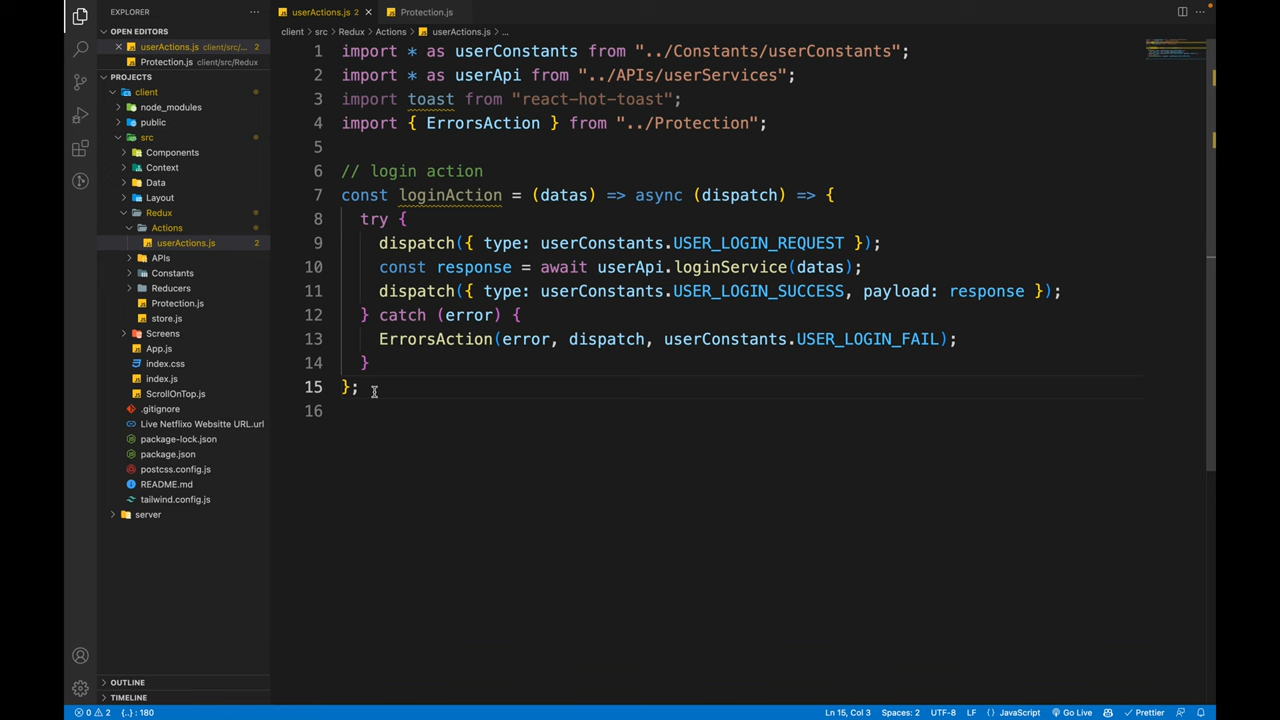 EXPLORER
OPEN EDITORS
userActions.js client/src/... 2
Protection.js client/src/Redux
PROJECTS
client
node_modules
public
src
Components
Context
Data
Layout
Redux
Actions
userActions.js 2
APIs
Constants
Reducers
Protection.js
store.js
Screens
App.js
index.css
index.js
ScrollOnTop.js
.gitignore
Live Netflixo Websitte URL.url
package-lock.json
package.json
postcss.config.js
README.md
tailwind.config.js
server
OUTLINE
TIMELINE
userActions.js 2
Protection.js
client > src > Redux > Actions > userActions.js > ...
1 import * as userConstants from "../Constants/userConstants";
2 import * as userApi from "../APIs/userServices";
3 import toast from "react-hot-toast";
4 import { ErrorsAction } from "../Protection";
5
6 // login action
7 const loginAction = (datas) => async (dispatch) => {
8 try {
9 dispatch({ type: userConstants.USER_LOGIN_REQUEST });
10 const response = await userApi.loginService(datas);
11 dispatch({ type: userConstants.USER_LOGIN_SUCCESS, payload: response });
12 } catch (error) {
13 ErrorsAction(error, dispatch, userConstants.USER_LOGIN_FAIL);
14 }
15 };
16
0 2 {..} : 180 Ln 15, Col 3 Spaces: 2 UTF-8 LF { } JavaScript Go Live Prettier